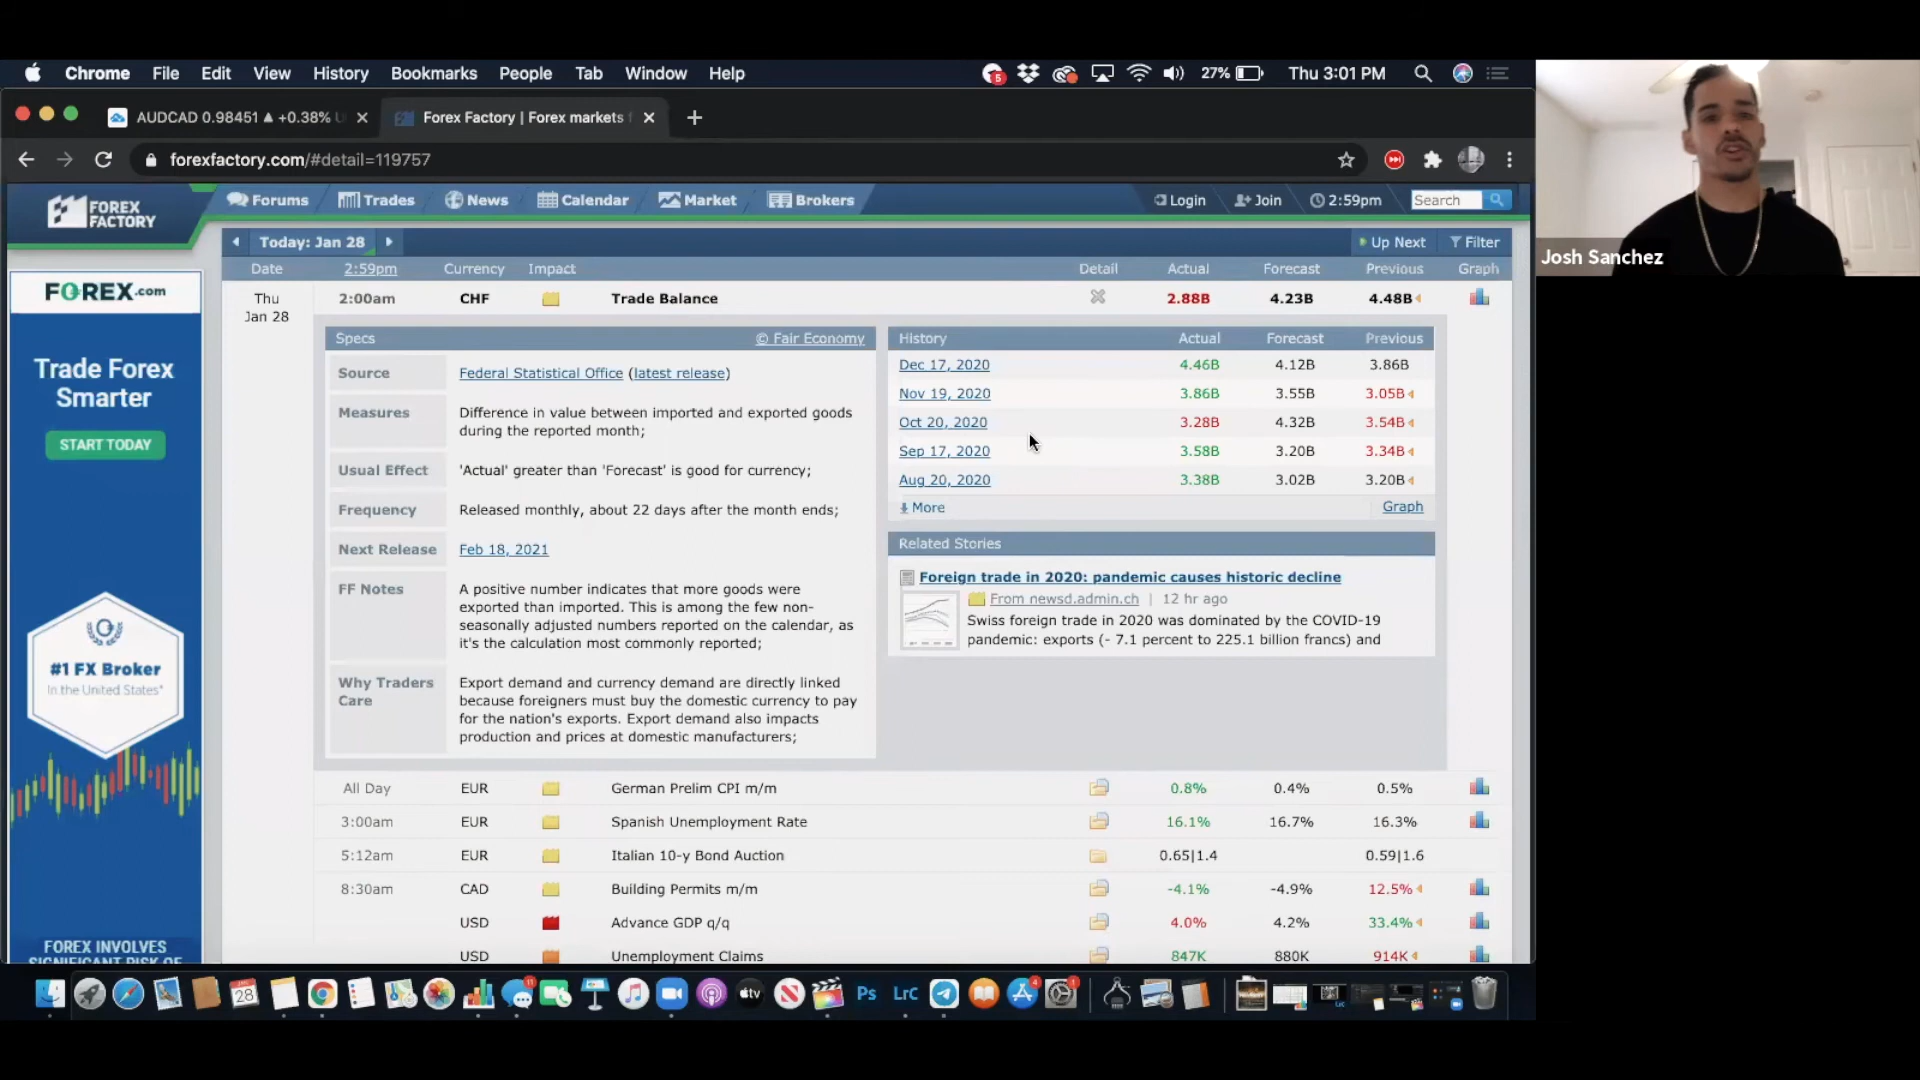 Chrome File Edit View History Bookmarks People Tab Window Help 27% Thu 3:01 PM
AUDCAD 0.98451 ▲ +0.38% Forex Factory | Forex markets
forexfactory.com/#detail=119757
FOREX FACTORY Forums Trades News Calendar Market Brokers Login Join 2:59pm Search
Josh Sanchez
Today: Jan 28 Up Next Filter
Date 2:59pm Currency Impact Detail Actual Forecast Previous Graph
Thu Jan 28 2:00am CHF Trade Balance 2.88B 4.23B 4.48B
Specs © Fair Economy
Source Federal Statistical Office (latest release)
Measures Difference in value between imported and exported goods
during the reported month;
Usual Effect 'Actual' greater than 'Forecast' is good for currency;
Frequency Released monthly, about 22 days after the month ends;
Next Release Feb 18, 2021
FF Notes A positive number indicates that more goods were
exported than imported. This is among the few non-
seasonally adjusted numbers reported on the calendar, as
it's the calculation most commonly reported;
Why Traders Care Export demand and currency demand are directly linked
because foreigners must buy the domestic currency to pay
for the nation's exports. Export demand also impacts
production and prices at domestic manufacturers;
History Actual Forecast Previous
Dec 17, 2020 4.46B 4.12B 3.86B
Nov 19, 2020 3.86B 3.55B 3.05B
Oct 20, 2020 3.28B 4.32B 3.54B
Sep 17, 2020 3.58B 3.20B 3.34B
Aug 20, 2020 3.38B 3.02B 3.20B
More Graph
Related Stories
Foreign trade in 2020: pandemic causes historic decline
From newsd.admin.ch | 12 hr ago
Swiss foreign trade in 2020 was dominated by the COVID-19
pandemic: exports (- 7.1 percent to 225.1 billion francs) and
All Day EUR German Prelim CPI m/m 0.8% 0.4% 0.5%
3:00am EUR Spanish Unemployment Rate 16.1% 16.7% 16.3%
5:12am EUR Italian 10-y Bond Auction 0.65|1.4 0.59|1.6
8:30am CAD Building Permits m/m -4.1% -4.9% 12.5%
USD Advance GDP q/q 4.0% 4.2% 33.4%
USD Unemployment Claims 847K 880K 914K
FOREX.com
Trade Forex
Smarter
START TODAY
#1 FX Broker
In the United States*
FOREX INVOLVES
SIGNIFICANT RISK OF
28 tv Ps LrC